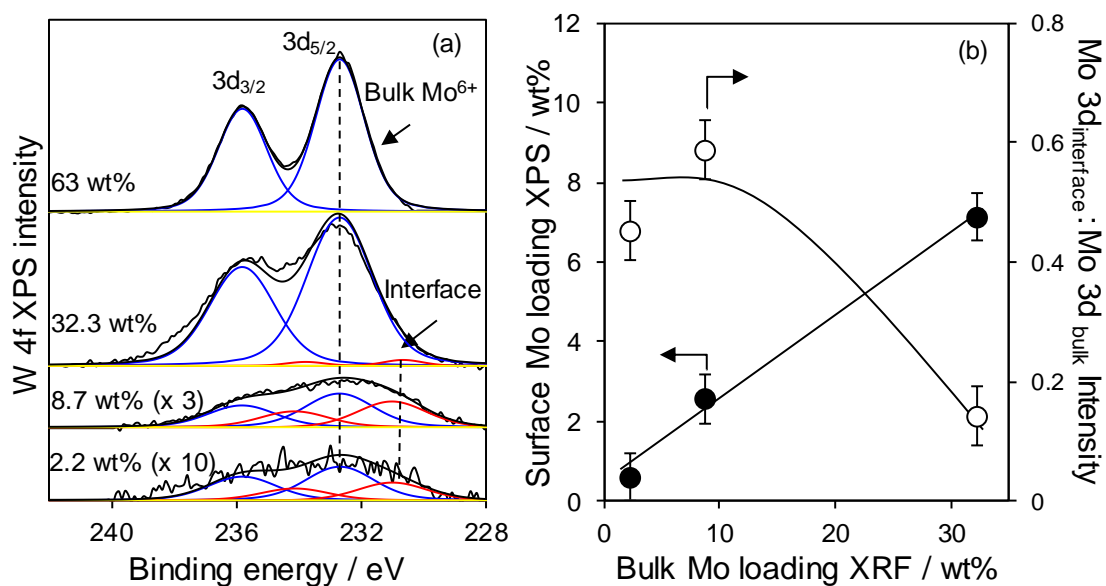 (a)
3d5/2
3d3/2
Bulk Mo6+
63 wt%
Interface
32.3 wt%
8.7 wt% (x 3)
2.2 wt% (x 10)
W 4f XPS intensity
240 236 232 228
Binding energy / eV
(b)
12
10
8
6
4
2
0
Surface Mo loading XPS / wt%
0.8
0.6
0.4
0.2
0
Mo 3dinterface : Mo 3d bulk Intensity
0 10 20 30
Bulk Mo loading XRF / wt%